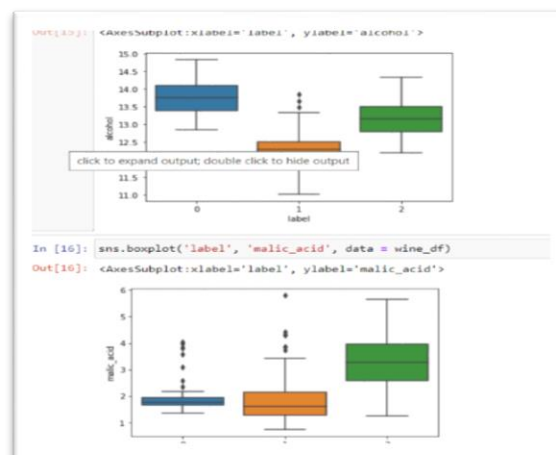 Out[15]: <AxesSubplot:xlabel='label', ylabel='alcohol'>
15.0
14.5
14.0
13.5
13.0
12.5
alcohol
click to expand output; double click to hide output
11.5
11.0
0 1 2
label
In [16]: sns.boxplot('label', 'malic_acid', data = wine_df)
Out[16]: <AxesSubplot:xlabel='label', ylabel='malic_acid'>
6
5
4
3
2
1
malic_acid